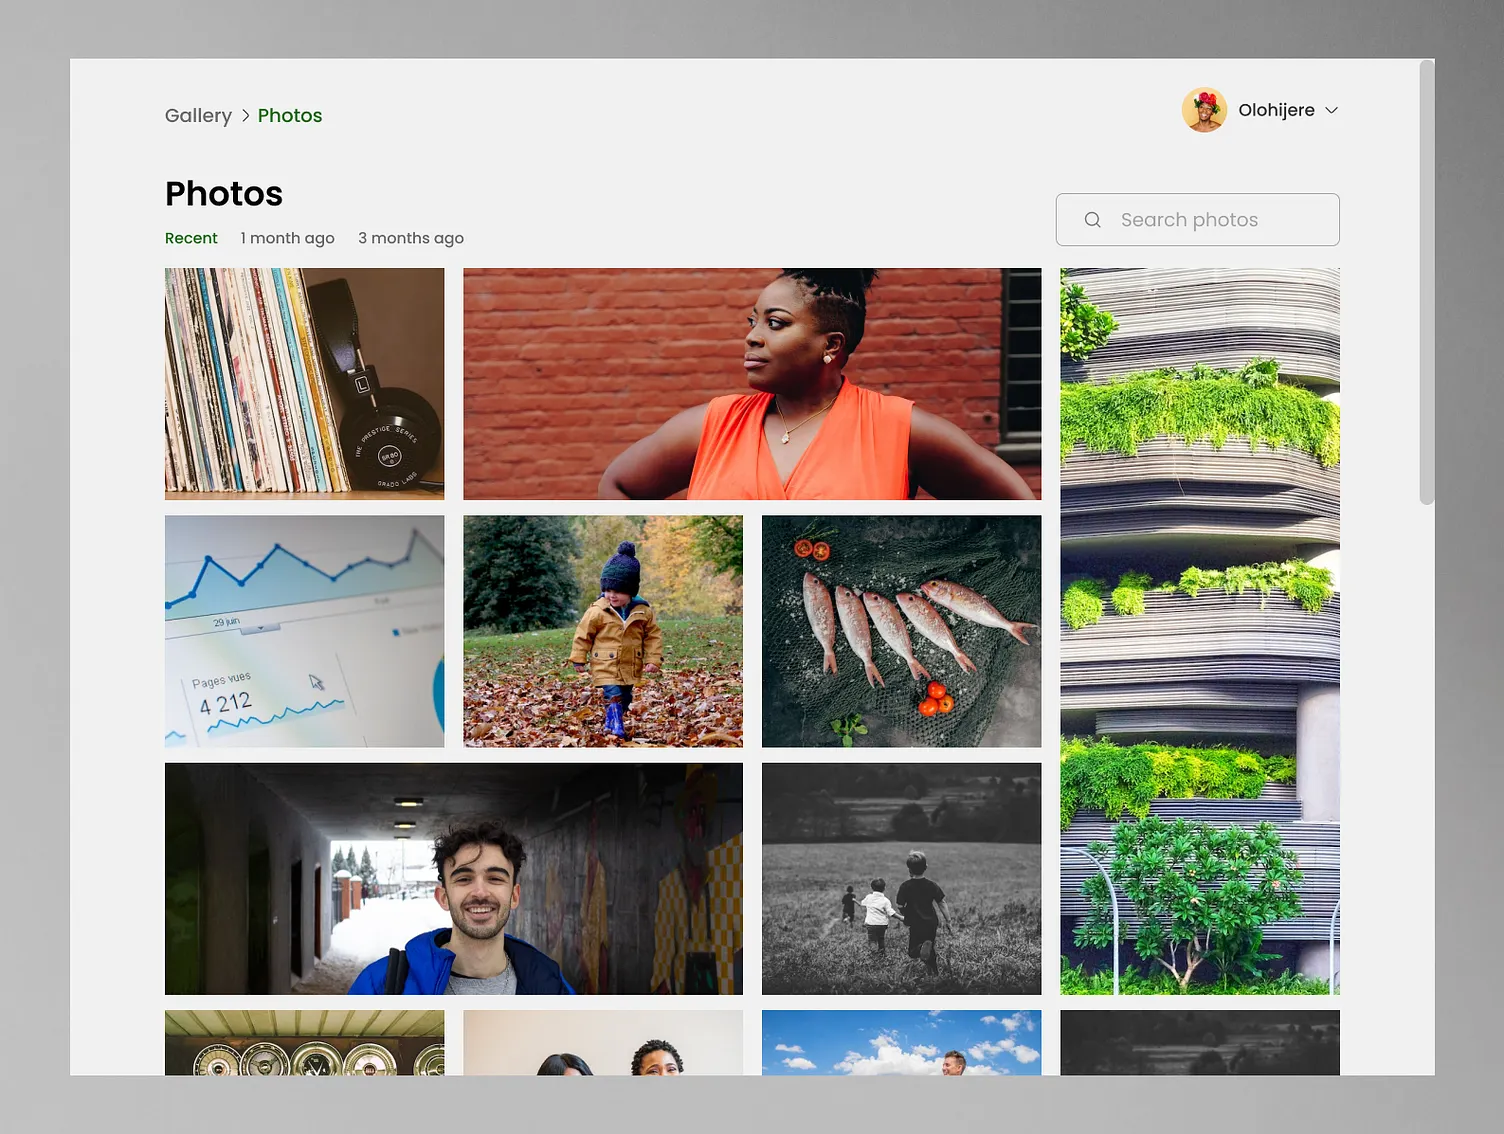 Gallery > Photos
Olohijere
Photos
Recent 1 month ago 3 months ago
Search photos
L
THE PRESTIGE SERIES
SR80
GRADO LABS
29 juin
Pages vues
4 212